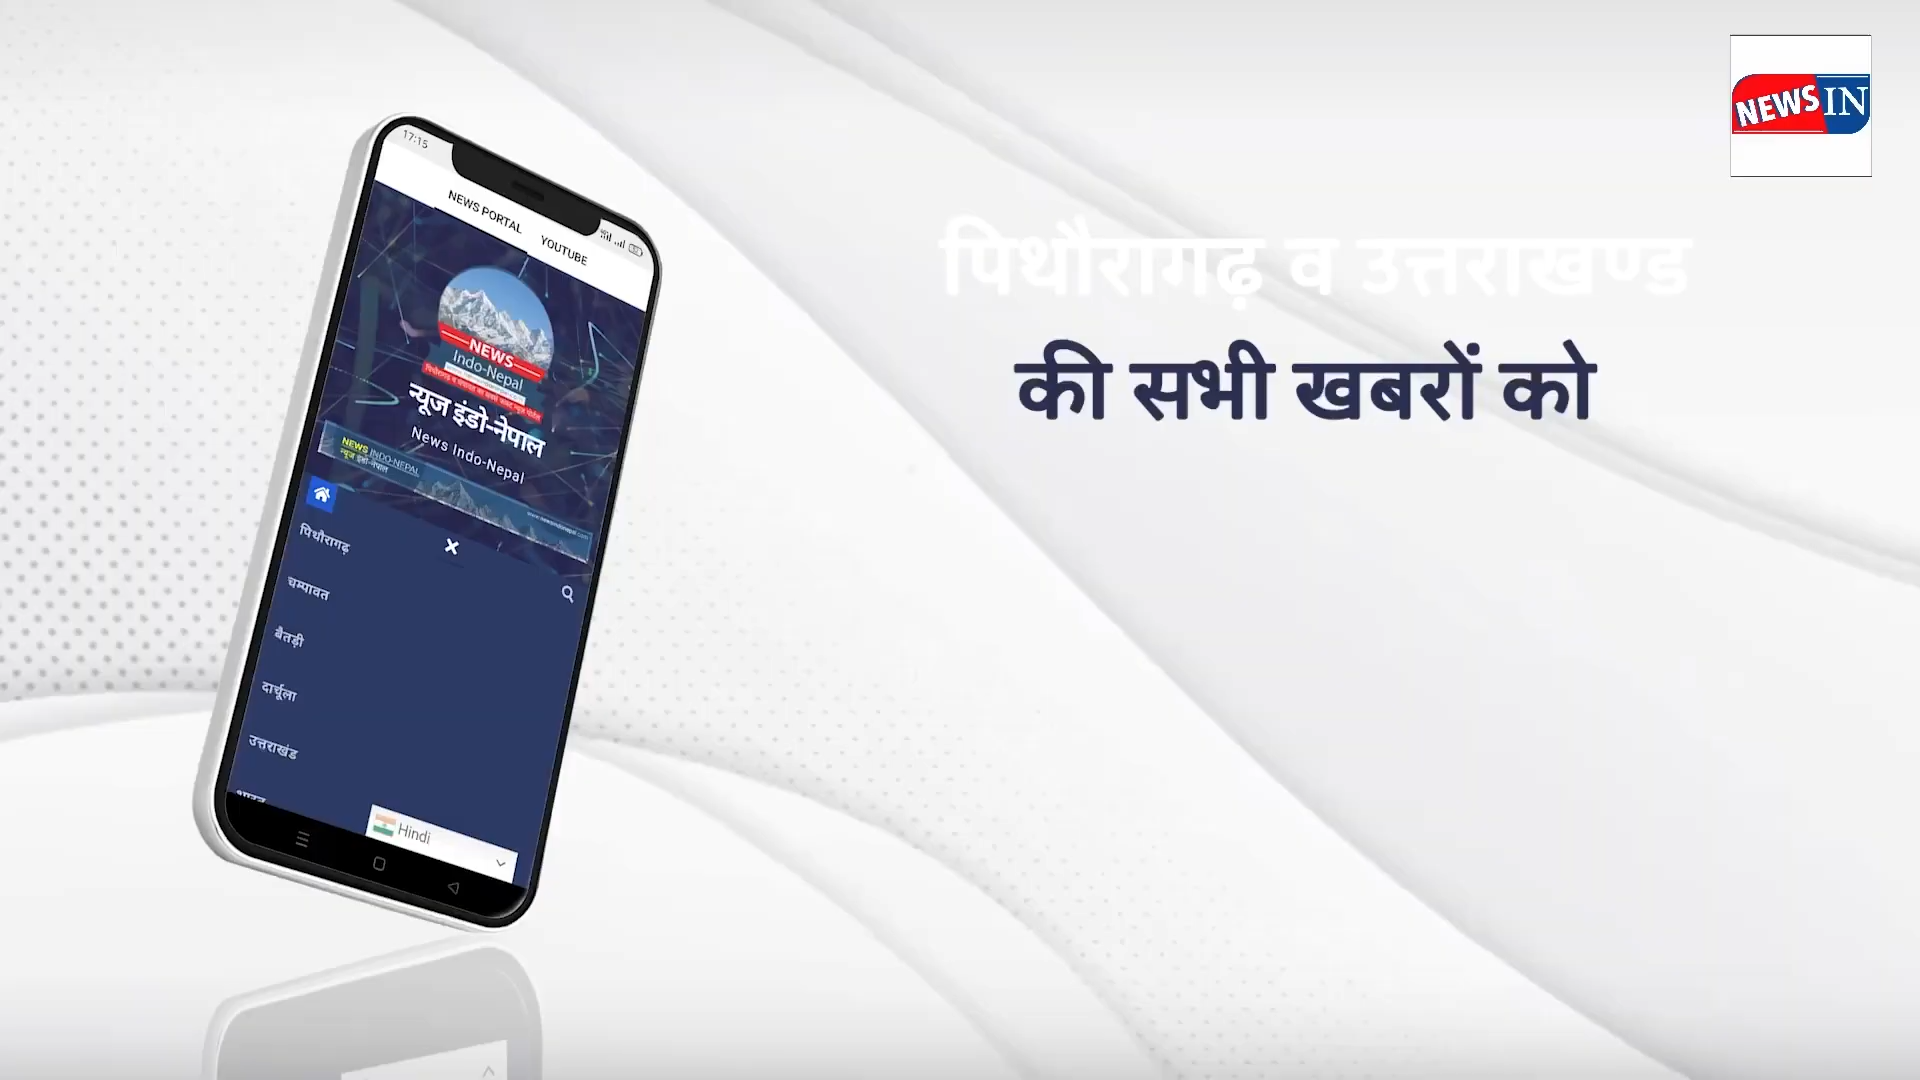 NEWS IN
पिथौरागढ़ व उत्तराखण्ड
की सभी खबरों को
17:15
NEWS PORTAL YOUTUBE
NEWS
Indo-Nepal
न्यूज इंडो-नेपाल
News Indo-Nepal
NEWS INDO-NEPAL
न्यूज इंडो-नेपाल
पिथौरागढ़
चम्पावत
बैतड़ी
दार्चूला
उत्तराखंड
Hindi